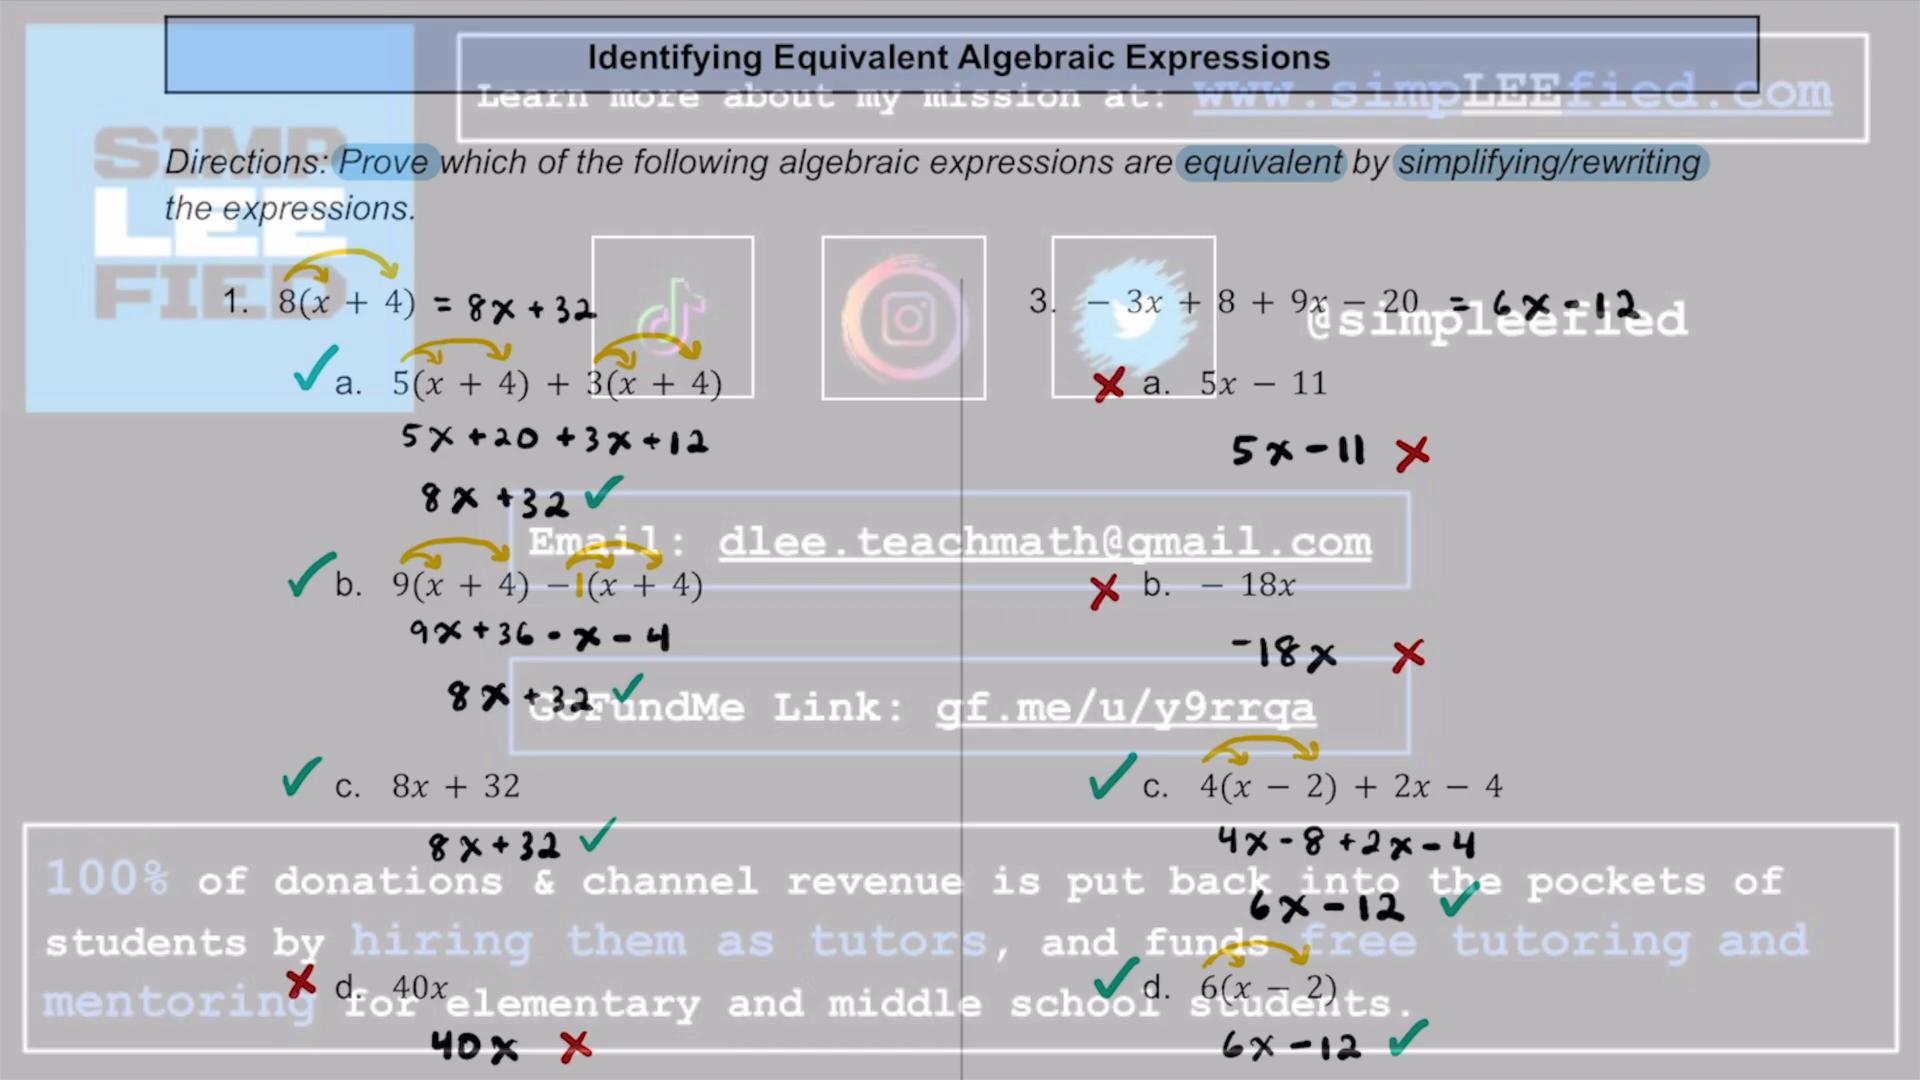 Identifying Equivalent Algebraic Expressions
Learn more about my mission at: www.simpLEEfied.com
SIMP
LEE
FIED
Directions: Prove which of the following algebraic expressions are equivalent by simplifying/rewriting
the expressions.
1. 8(x + 4) = 8x + 32
a. 5(x + 4) + 3(x + 4)
5x + 20 + 3x + 12
8x + 32 ✓
b. 9(x + 4) − 1(x + 4)
9x + 36 - x - 4
8x + 32 ✓
c. 8x + 32
8x + 32 ✓
d. 40x
40x ✗
3. − 3x + 8 + 9x − 20 = 6x - 12
@simpleefied
a. 5x − 11
5x - 11 ✗
b. − 18x
-18x ✗
c. 4(x − 2) + 2x − 4
4x - 8 + 2x - 4
6x - 12 ✓
d. 6(x − 2)
6x - 12 ✓
Email: dlee.teachmath@gmail.com
GoFundMe Link: gf.me/u/y9rrqa
100% of donations & channel revenue is put back into the pockets of
students by hiring them as tutors, and funds free tutoring and
mentoring for elementary and middle school students.